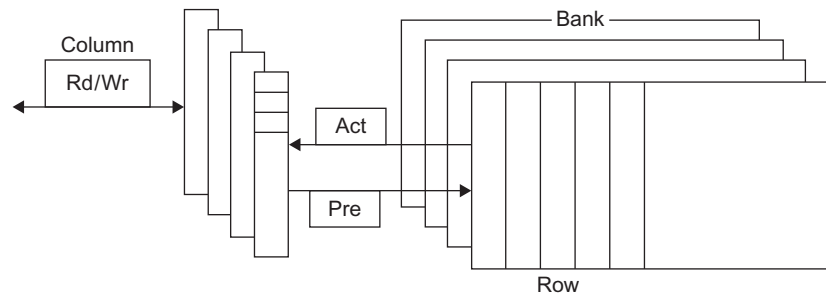 Bank
Column
Rd/Wr
Act
Pre
Row